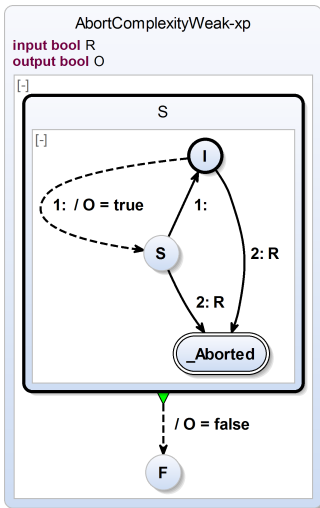 AbortComplexityWeak-xp
input bool R
output bool O
[-]
S
[-]
I
1: / O = true
1:
S
2: R
2: R
_Aborted
/ O = false
F